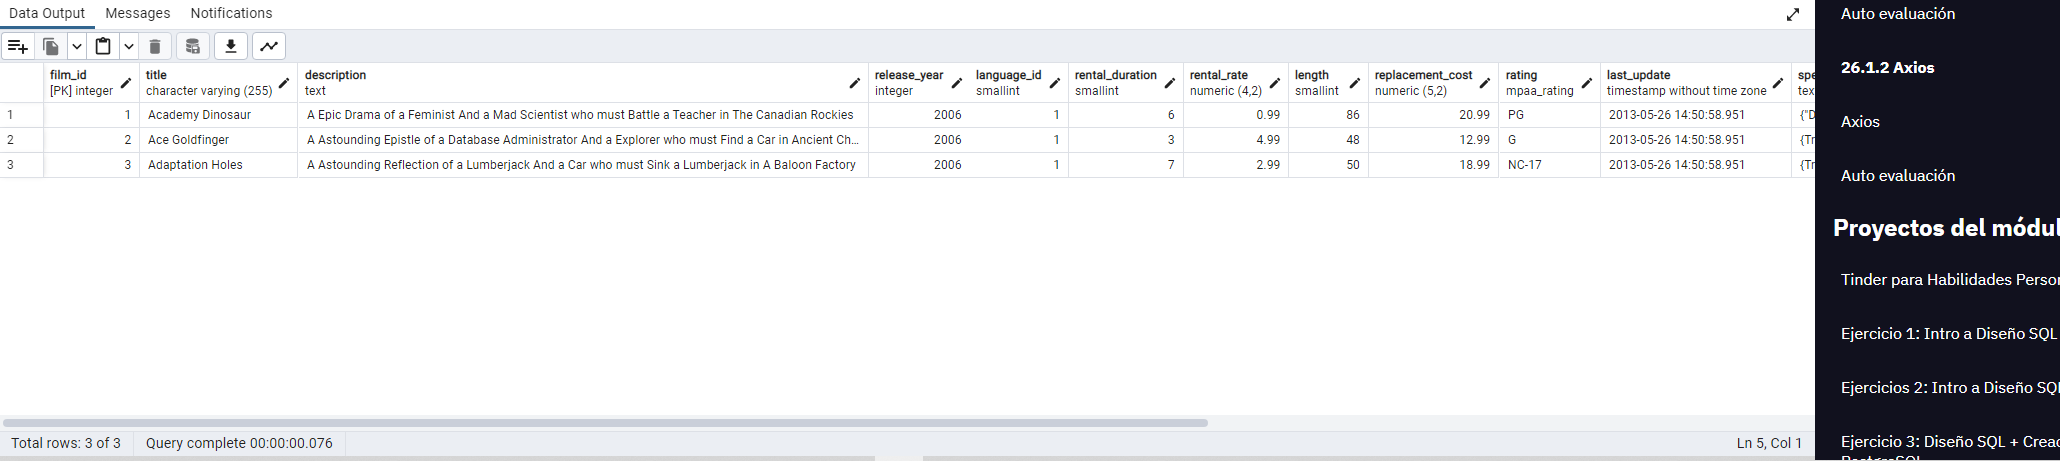 Data Output Messages Notifications
film_id title description release_year language_id rental_duration rental_rate length replacement_cost rating last_update spe
[PK] integer character varying (255) text integer smallint smallint numeric (4,2) smallint numeric (5,2) mpaa_rating timestamp without time zone tex
1 1 Academy Dinosaur A Epic Drama of a Feminist And a Mad Scientist who must Battle a Teacher in The Canadian Rockies 2006 1 6 0.99 86 20.99 PG 2013-05-26 14:50:58.951 {"D
2 2 Ace Goldfinger A Astounding Epistle of a Database Administrator And a Explorer who must Find a Car in Ancient Ch... 2006 1 3 4.99 48 12.99 G 2013-05-26 14:50:58.951 {Tr
3 3 Adaptation Holes A Astounding Reflection of a Lumberjack And a Car who must Sink a Lumberjack in A Baloon Factory 2006 1 7 2.99 50 18.99 NC-17 2013-05-26 14:50:58.951 {Tr
Total rows: 3 of 3 Query complete 00:00:00.076 Ln 5, Col 1
Auto evaluación
26.1.2 Axios
Axios
Auto evaluación
Proyectos del módul
Tinder para Habilidades Person
Ejercicio 1: Intro a Diseño SQL
Ejercicios 2: Intro a Diseño SQL
Ejercicio 3: Diseño SQL + Creac
PostgreSQL